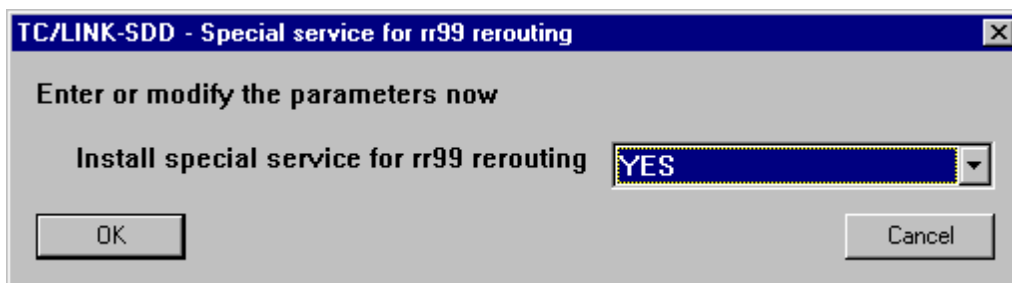 TC/LINK-SDD - Special service for rr99 rerouting
Enter or modify the parameters now
Install special service for rr99 rerouting YES
OK Cancel